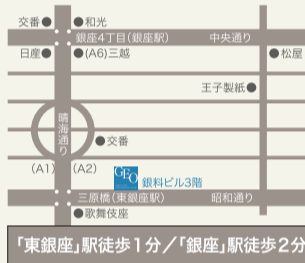 交番● ●和光
銀座4丁目(銀座駅) 中央通り
日産● ●(A6)三越 ●松屋
王子製紙●
晴海通り
●交番
(A1) (A2) GEO 銀料ビル3階
三原橋(東銀座駅) 昭和通り
●歌舞伎座
「東銀座」駅徒歩1分／「銀座」駅徒歩2分